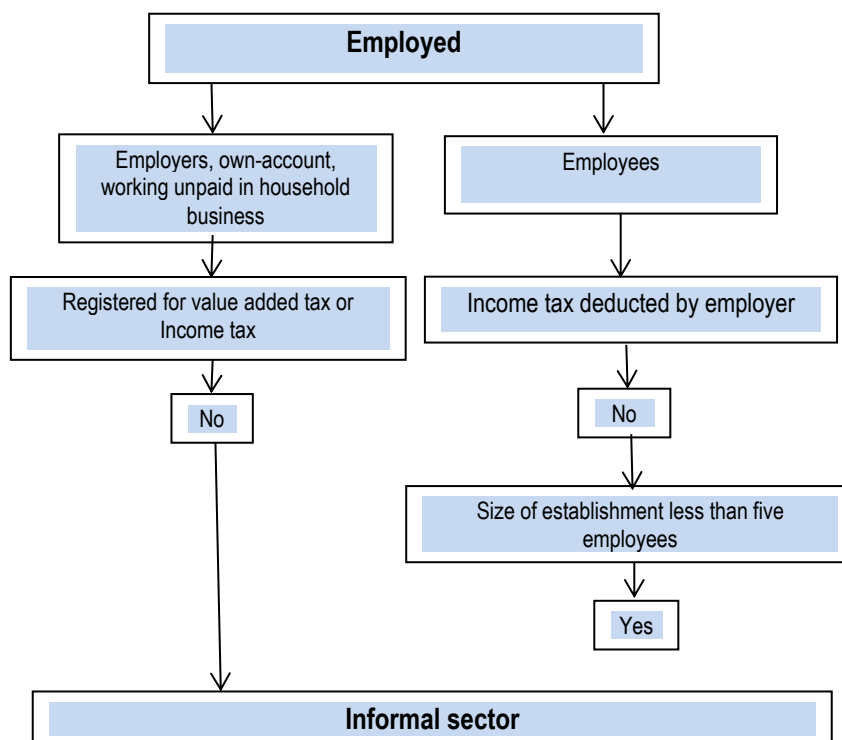 Employed
Employers, own-account,
working unpaid in household
business
Employees
Registered for value added tax or
Income tax
Income tax deducted by employer
No
No
Size of establishment less than five
employees
Yes
Informal sector